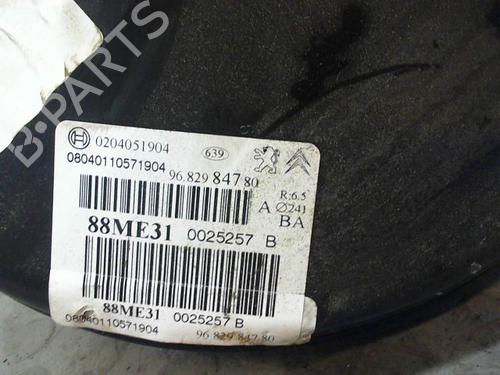 B-PARTS
0204051904
08040110571904
639
96.829 847 80
R:6.5
A Ø241
BA
88ME31 0025257 B
88ME31 0025257 B
08040110571904
96 829 847 80